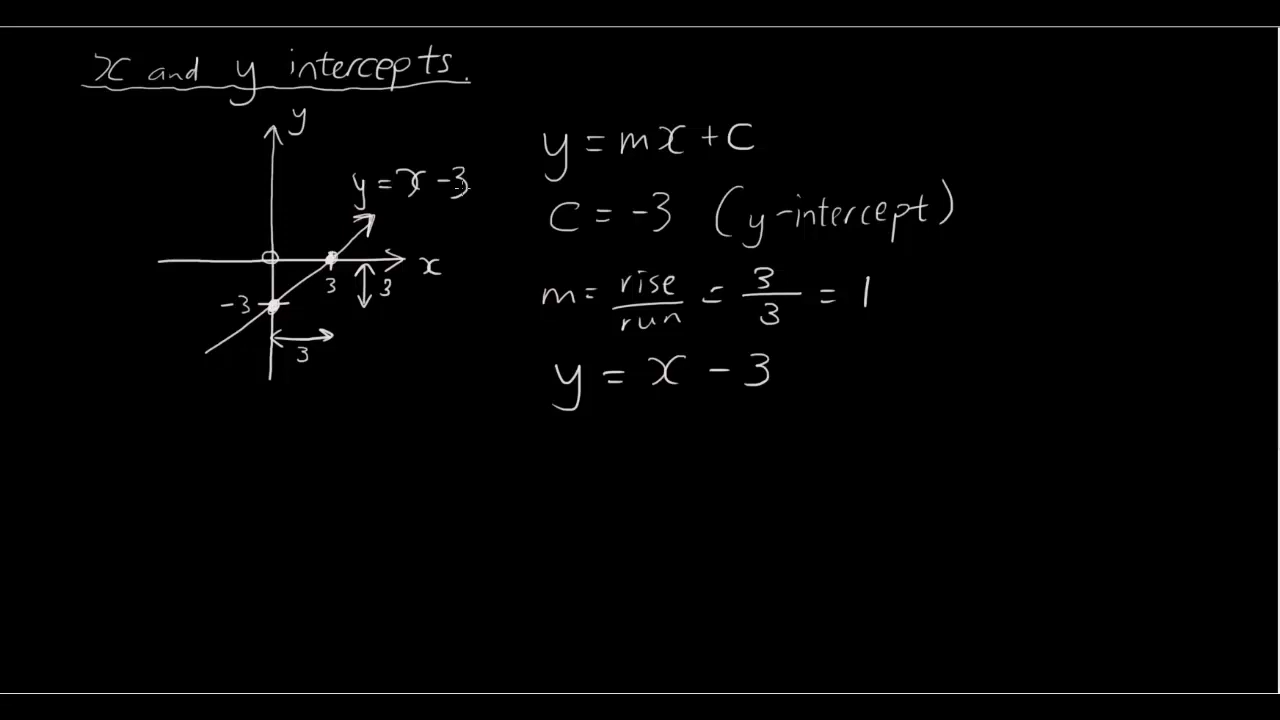 x and y intercepts.
y
y = x - 3
x
3
3
-3
3
y = mx + C
C = -3 (y-intercept)
m = rise/run = 3/3 = 1
y = x - 3